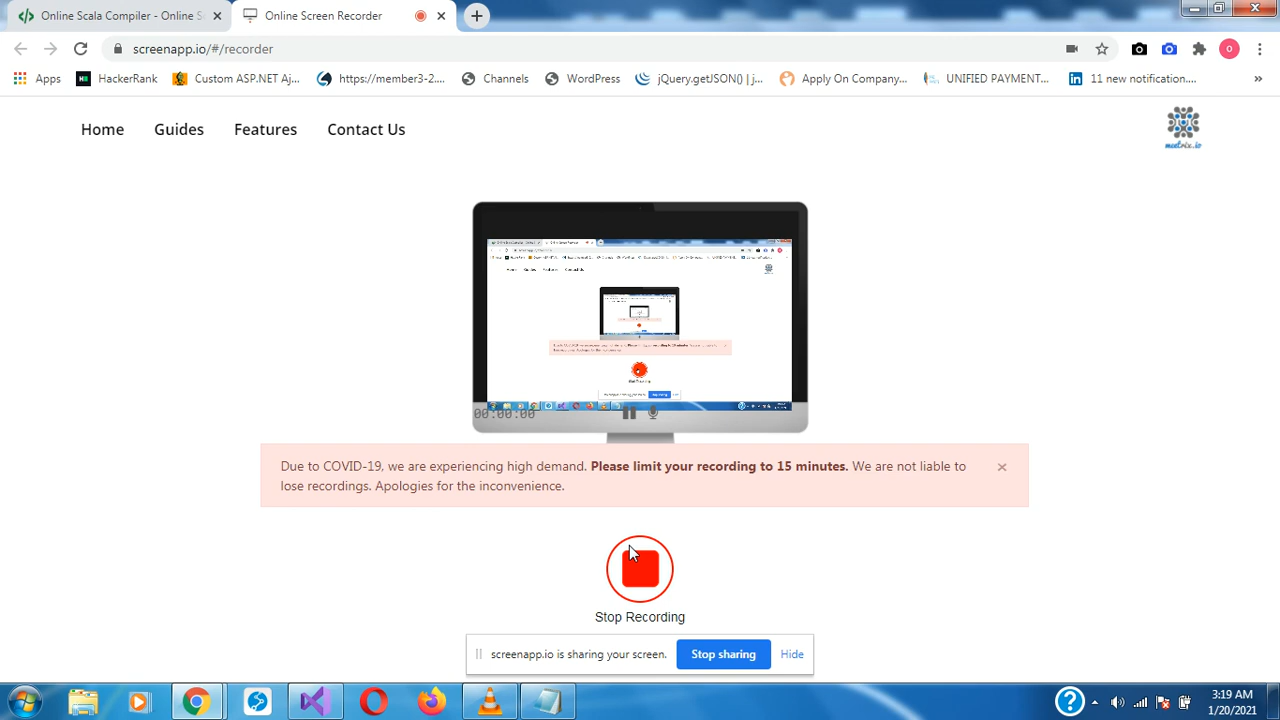 Online Scala Compiler - Online S
Online Screen Recorder
screenapp.io/#/recorder
Apps
HackerRank
Custom ASP.NET Aj...
https://member3-2....
Channels
WordPress
jQuery.getJSON() | j...
Apply On Company...
UNIFIED PAYMENT...
11 new notification....
Home
Guides
Features
Contact Us
meetrix.io
00:00:00
Due to COVID-19, we are experiencing high demand. Please limit your recording to 15 minutes. We are not liable to
lose recordings. Apologies for the inconvenience.
Stop Recording
screenapp.io is sharing your screen.
Stop sharing
Hide
3:19 AM
1/20/2021